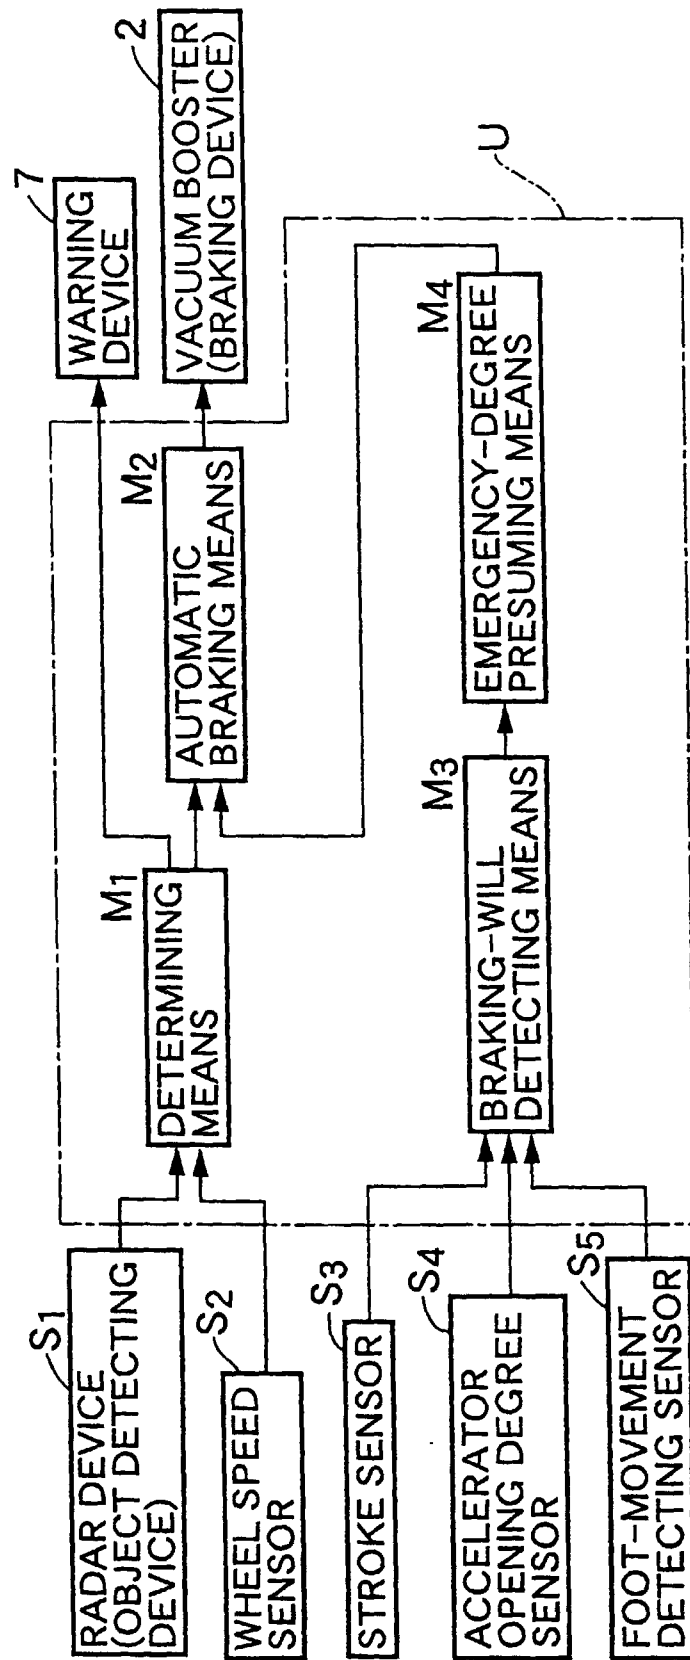 S1
RADAR DEVICE
(OBJECT DETECTING
DEVICE)
S2
WHEEL SPEED
SENSOR
S3
STROKE SENSOR
S4
ACCELERATOR
OPENING DEGREE
SENSOR
S5
FOOT-MOVEMENT
DETECTING SENSOR
M1
DETERMINING
MEANS
M2
AUTOMATIC
BRAKING MEANS
M3
BRAKING-WILL
DETECTING MEANS
M4
EMERGENCY-DEGREE
PRESUMING MEANS
7
WARNING
DEVICE
2
VACUUM BOOSTER
(BRAKING DEVICE)
U